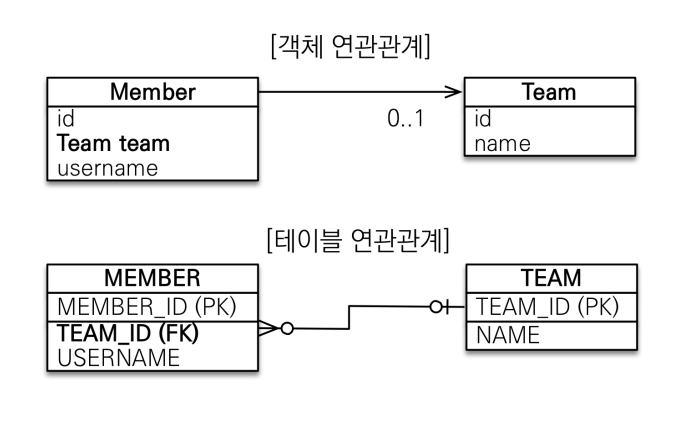 [객체 연관관계]
Member
id
Team team
username
0..1
Team
id
name
[테이블 연관관계]
MEMBER
MEMBER_ID (PK)
TEAM_ID (FK)
USERNAME
TEAM
TEAM_ID (PK)
NAME